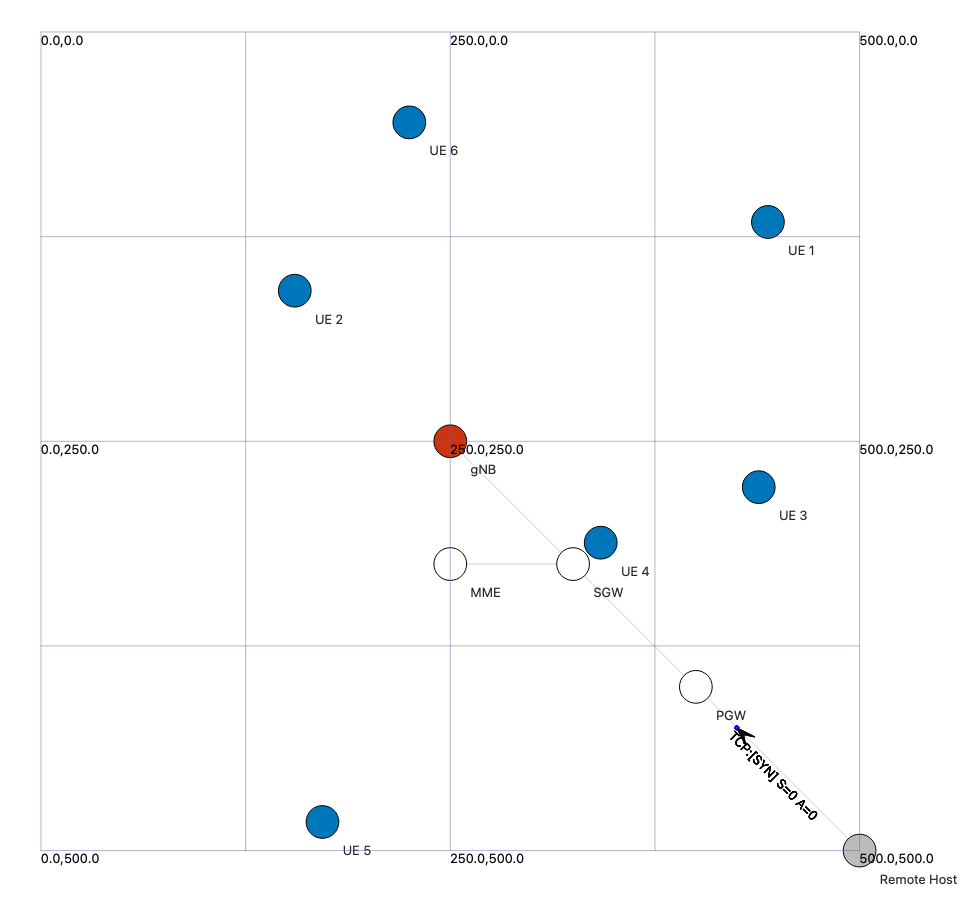 0.0,0.0
250.0,0.0
500.0,0.0
UE 6
UE 1
UE 2
0.0,250.0
250.0,250.0
500.0,250.0
gNB
UE 3
UE 4
MME
SGW
PGW
TCP:[SYN] S=0 A=0
UE 5
0.0,500.0
250.0,500.0
500.0,500.0
Remote Host